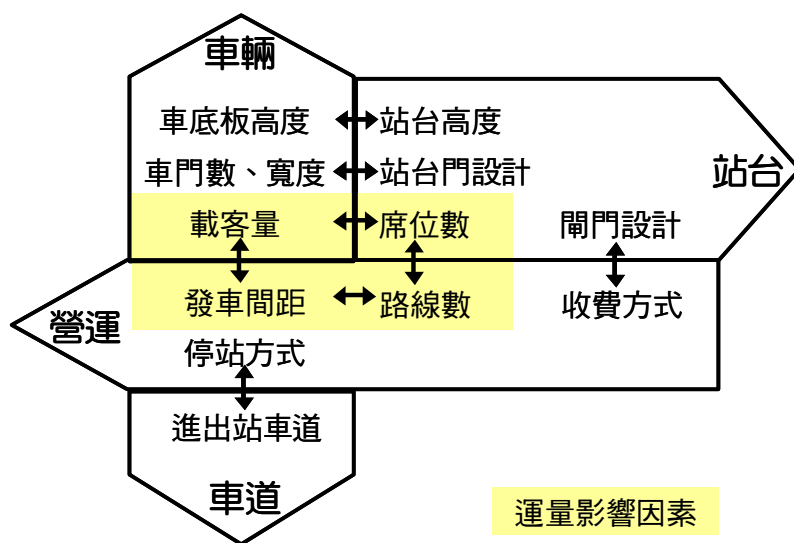 車輛
車底板高度
站台高度
車門數、寬度
站台門設計
站台
載客量
席位數
閘門設計
發車間距
路線數
收費方式
營運
停站方式
進出站車道
車道
運量影響因素